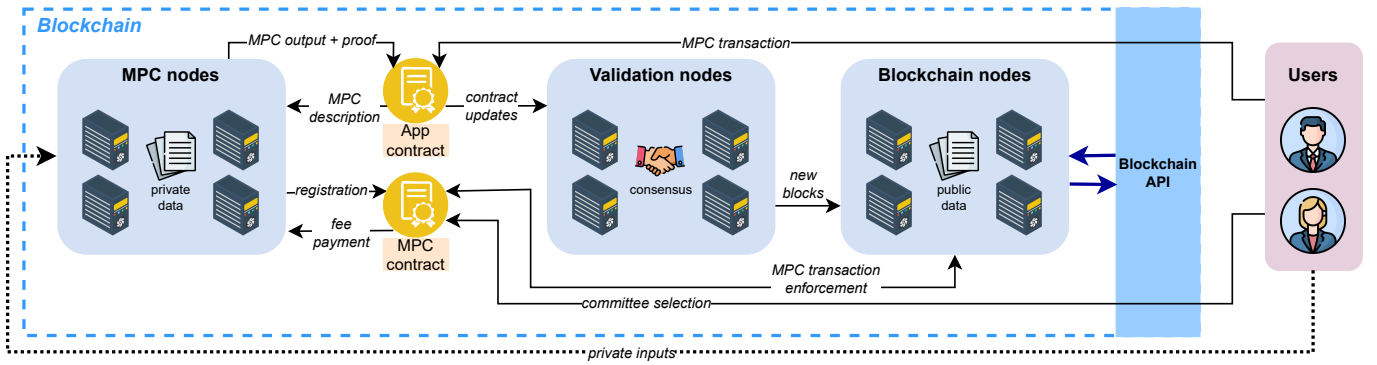 Blockchain
MPC output + proof
MPC transaction
MPC nodes
Validation nodes
Blockchain nodes
Users
MPC
description
contract
updates
App
contract
private
data
consensus
public
data
Blockchain
API
registration
new
blocks
fee
payment
MPC
contract
MPC transaction
enforcement
committee selection
private inputs